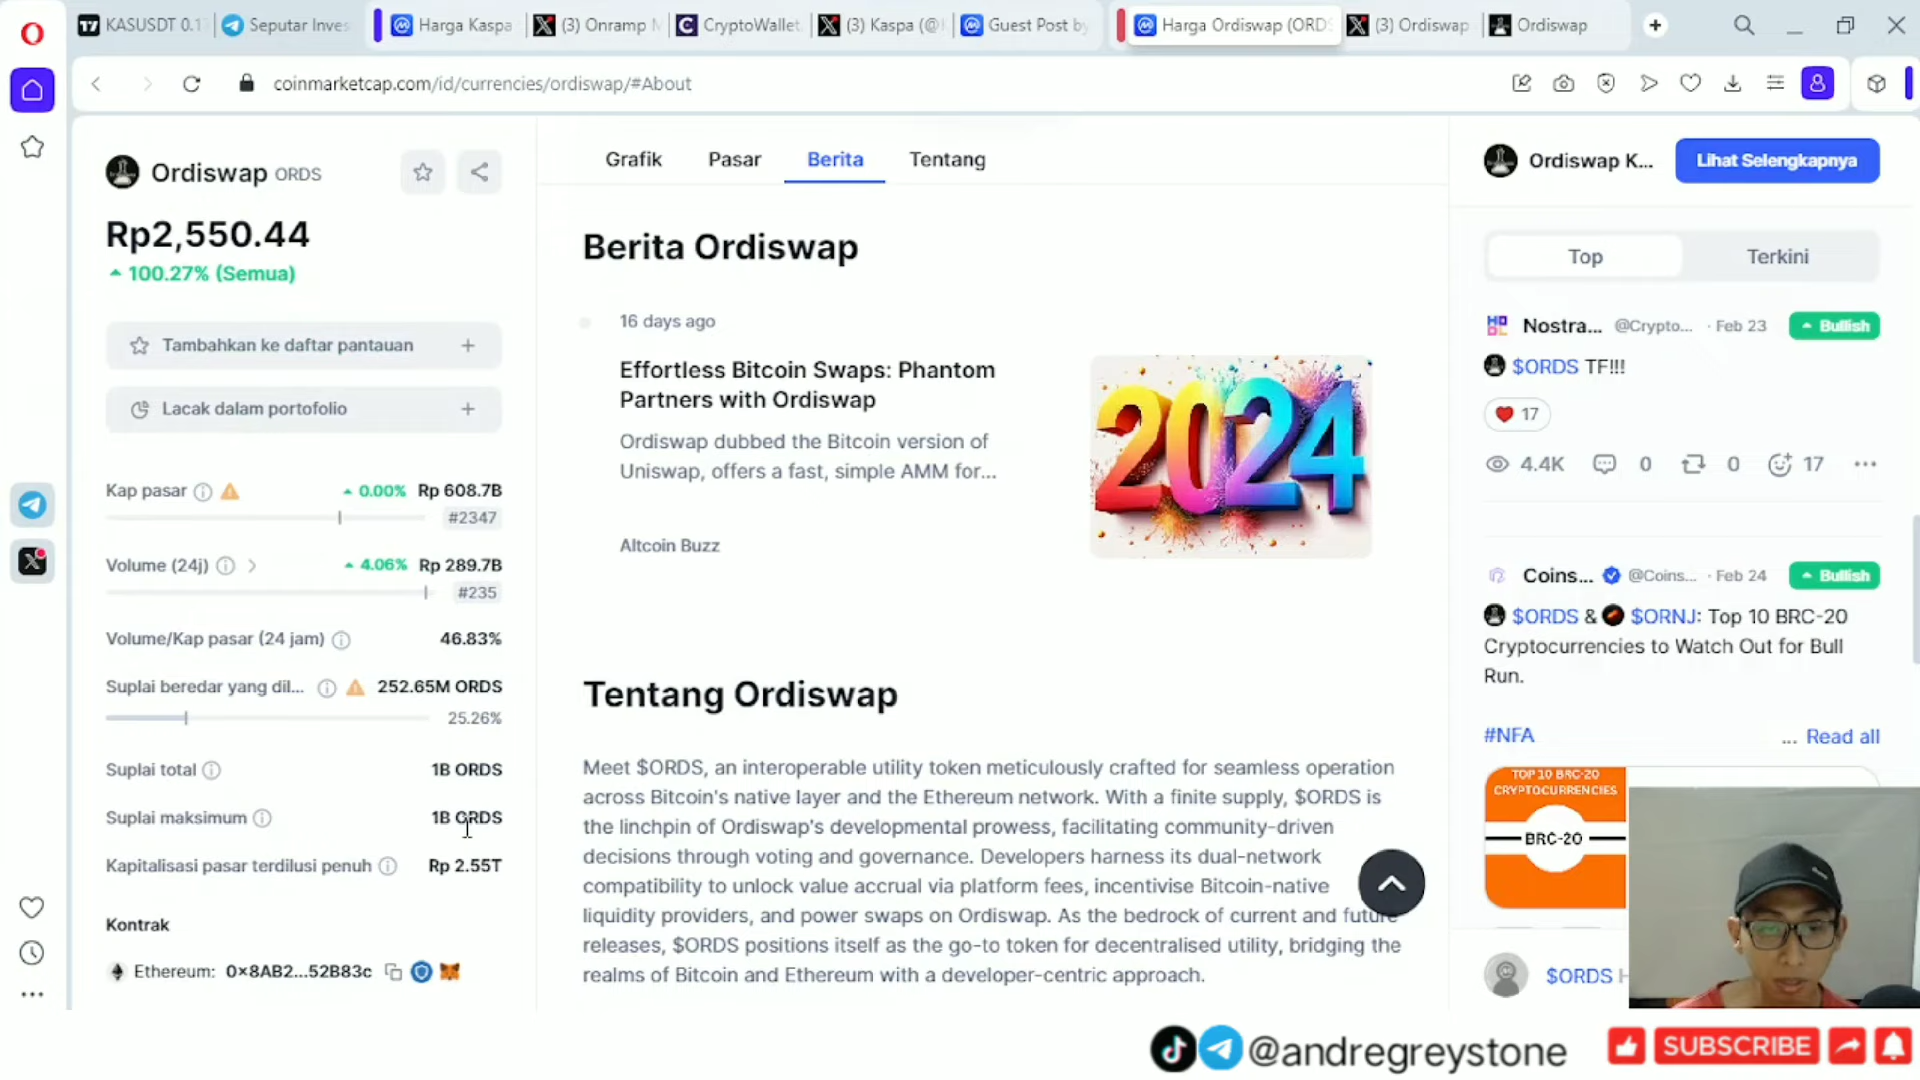 KASUSDT 0.1
Seputar Inves
Harga Kaspa
(3) Onramp M
CryptoWallet.
(3) Kaspa (@
Guest Post by
Harga Ordiswap (ORD
(3) Ordiswap
Ordiswap
coinmarketcap.com/id/currencies/ordiswap/#About
Ordiswap ORDS
Rp2,550.44
100.27% (Semua)
Tambahkan ke daftar pantauan
Lacak dalam portofolio
Kap pasar 0.00% Rp 608.7B
#2347
Volume (24j) 4.06% Rp 289.7B
#235
Volume/Kap pasar (24 jam) 46.83%
Suplai beredar yang dil... 252.65M ORDS
25.26%
Suplai total 1B ORDS
Suplai maksimum 1B ORDS
Kapitalisasi pasar terdilusi penuh Rp 2.55T
Kontrak
Ethereum: 0x8AB2...52B83c
Grafik Pasar Berita Tentang
Berita Ordiswap
16 days ago
Effortless Bitcoin Swaps: Phantom
Partners with Ordiswap
Ordiswap dubbed the Bitcoin version of
Uniswap, offers a fast, simple AMM for...
Altcoin Buzz
2024
Tentang Ordiswap
Meet $ORDS, an interoperable utility token meticulously crafted for seamless operation
across Bitcoin's native layer and the Ethereum network. With a finite supply, $ORDS is
the linchpin of Ordiswap's developmental prowess, facilitating community-driven
decisions through voting and governance. Developers harness its dual-network
compatibility to unlock value accrual via platform fees, incentivise Bitcoin-native
liquidity providers, and power swaps on Ordiswap. As the bedrock of current and future
releases, $ORDS positions itself as the go-to token for decentralised utility, bridging the
realms of Bitcoin and Ethereum with a developer-centric approach.
Ordiswap K... Lihat Selengkapnya
Top Terkini
Nostra... @Crypto... · Feb 23 Bullish
$ORDS TF!!!
17
4.4K 0 0 17
Coins... @Coins... · Feb 24 Bullish
$ORDS & $ORNJ: Top 10 BRC-20
Cryptocurrencies to Watch Out for Bull
Run.
#NFA ... Read all
TOP 10 BRC-20
CRYPTOCURRENCIES
BRC-20
$ORDS
@andregreystone
SUBSCRIBE